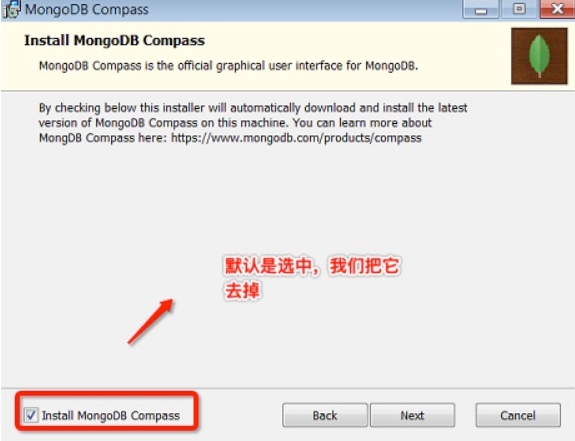 MongoDB Compass
Install MongoDB Compass
MongoDB Compass is the official graphical user interface for MongoDB.
By checking below this installer will automatically download and install the latest
version of MongoDB Compass on this machine. You can learn more about
MongDB Compass here: https://www.mongodb.com/products/compass
默认是选中，我们把它
去掉
Install MongoDB Compass
Back
Next
Cancel